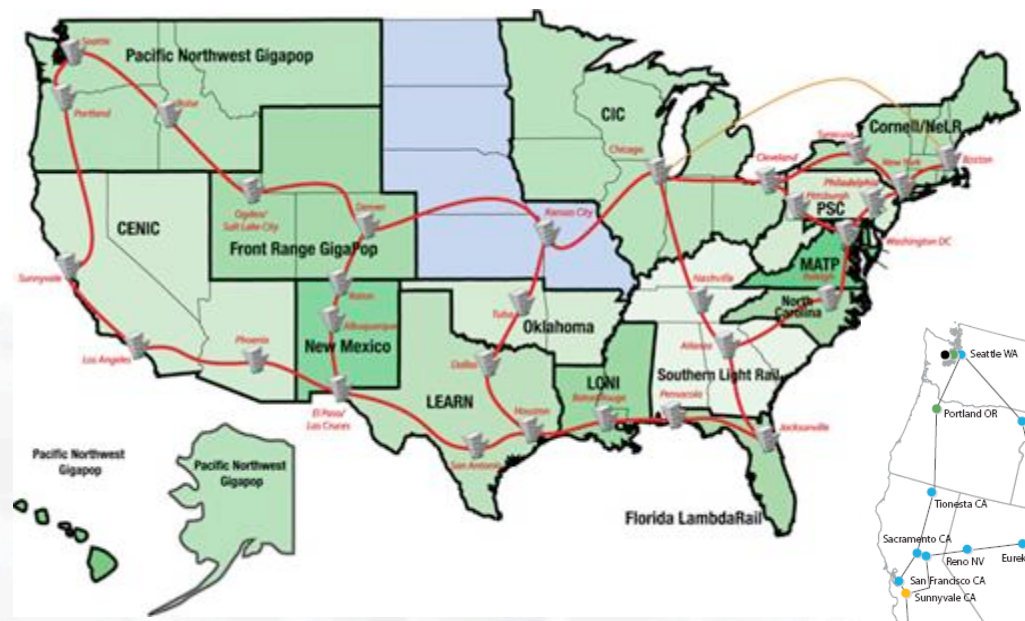 Seattle
Pacific Northwest Gigapop
Portland
Boise
CIC
Cornell/NeLR
Syracuse
Chicago
Cleveland
New York
Boston
Philadelphia
Pittsburgh
PSC
Ogden/
Salt Lake City
Denver
Kansas City
CENIC
Front Range GigaPop
Washington DC
MATP
Raleigh
Sunnyvale
Raton
Nashville
North
Carolina
Tulsa
Oklahoma
Albuquerque
New Mexico
Phoenix
Los Angeles
Dallas
Atlanta
Southern Light Rail
Seattle WA
LONI
Baton Rouge
Pensacola
LEARN
El Paso/
Las Cruces
Houston
Jacksonville
Portland OR
San Antonio
Pacific Northwest
Gigapop
Pacific Northwest
Gigapop
Florida LambdaRail
Tionesta CA
Sacramento CA
Reno NV
Eurek
San Francisco CA
Sunnyvale CA